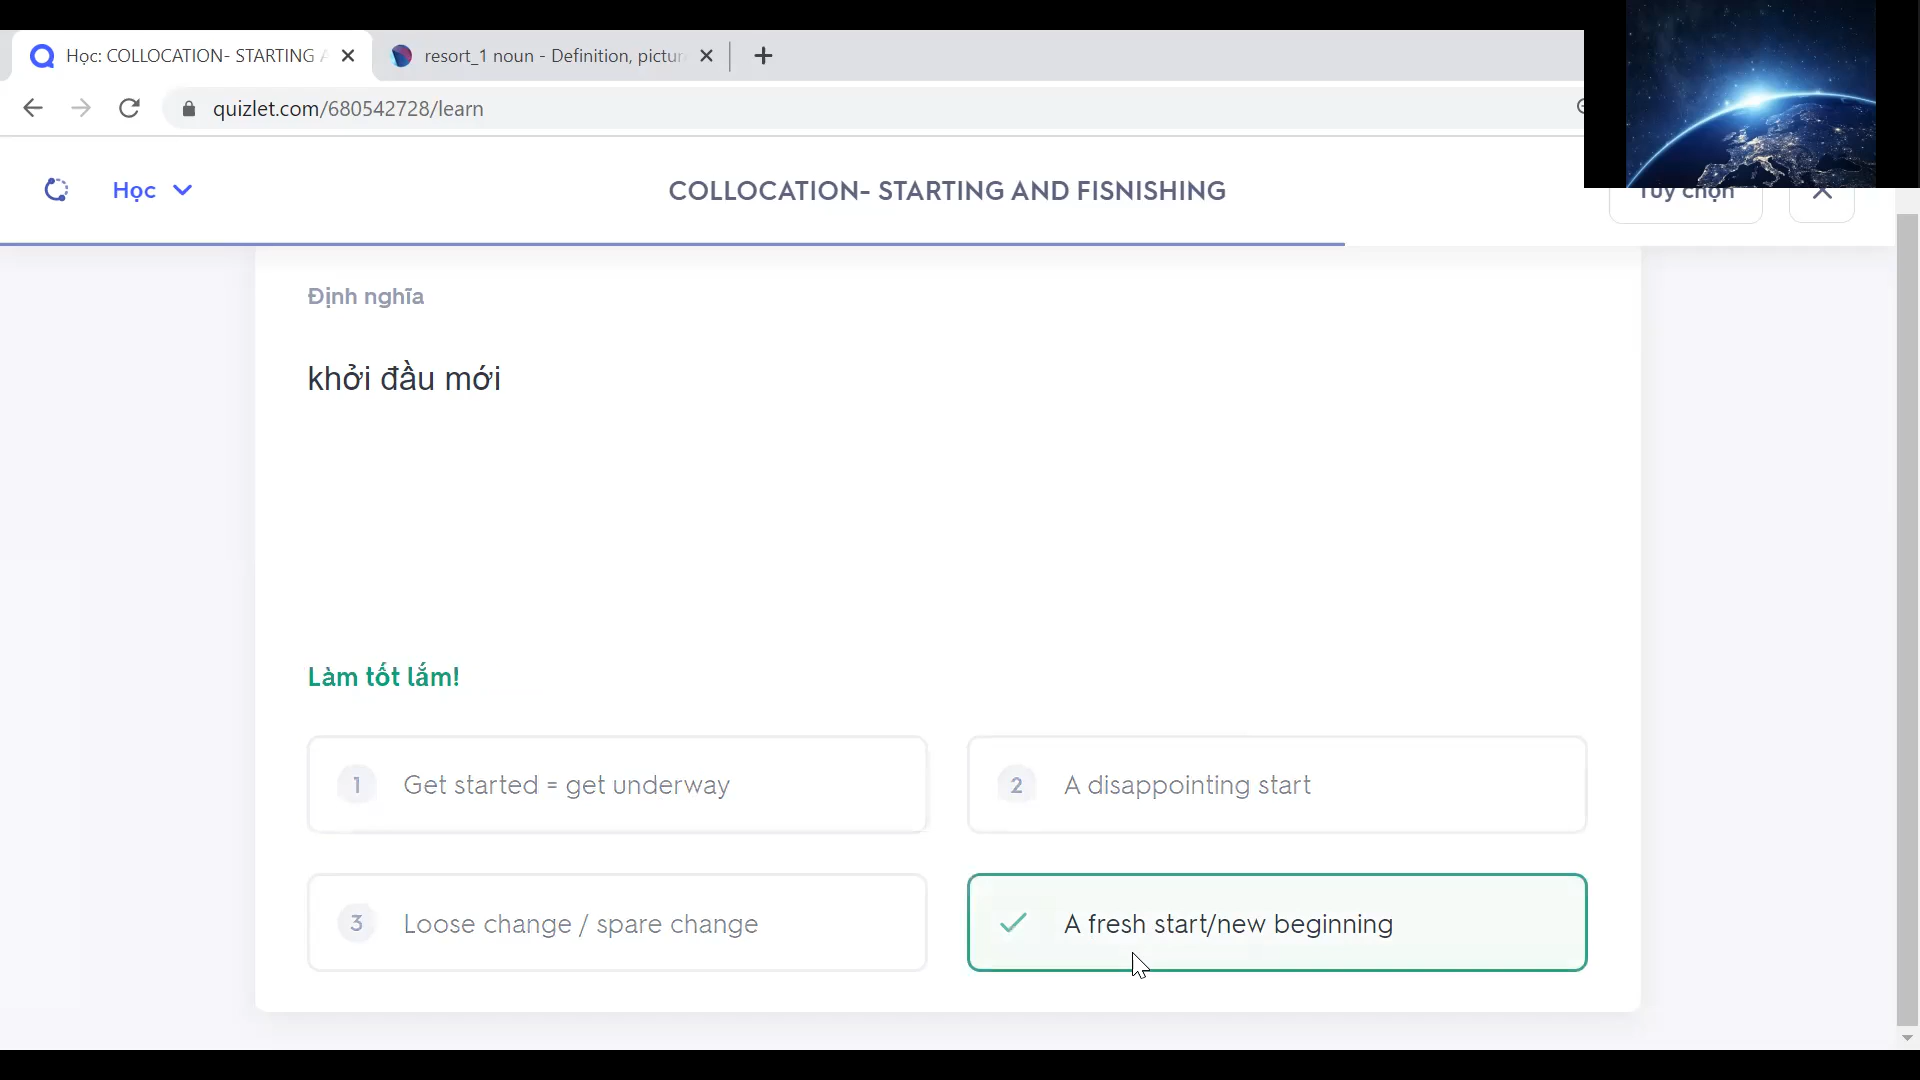 Học: COLLOCATION- STARTING A
resort_1 noun - Definition, pictur
quizlet.com/680542728/learn
Học
COLLOCATION- STARTING AND FISNISHING
Tùy chọn
Định nghĩa
khởi đầu mới
Làm tốt lắm!
1 Get started = get underway
2 A disappointing start
3 Loose change / spare change
A fresh start/new beginning